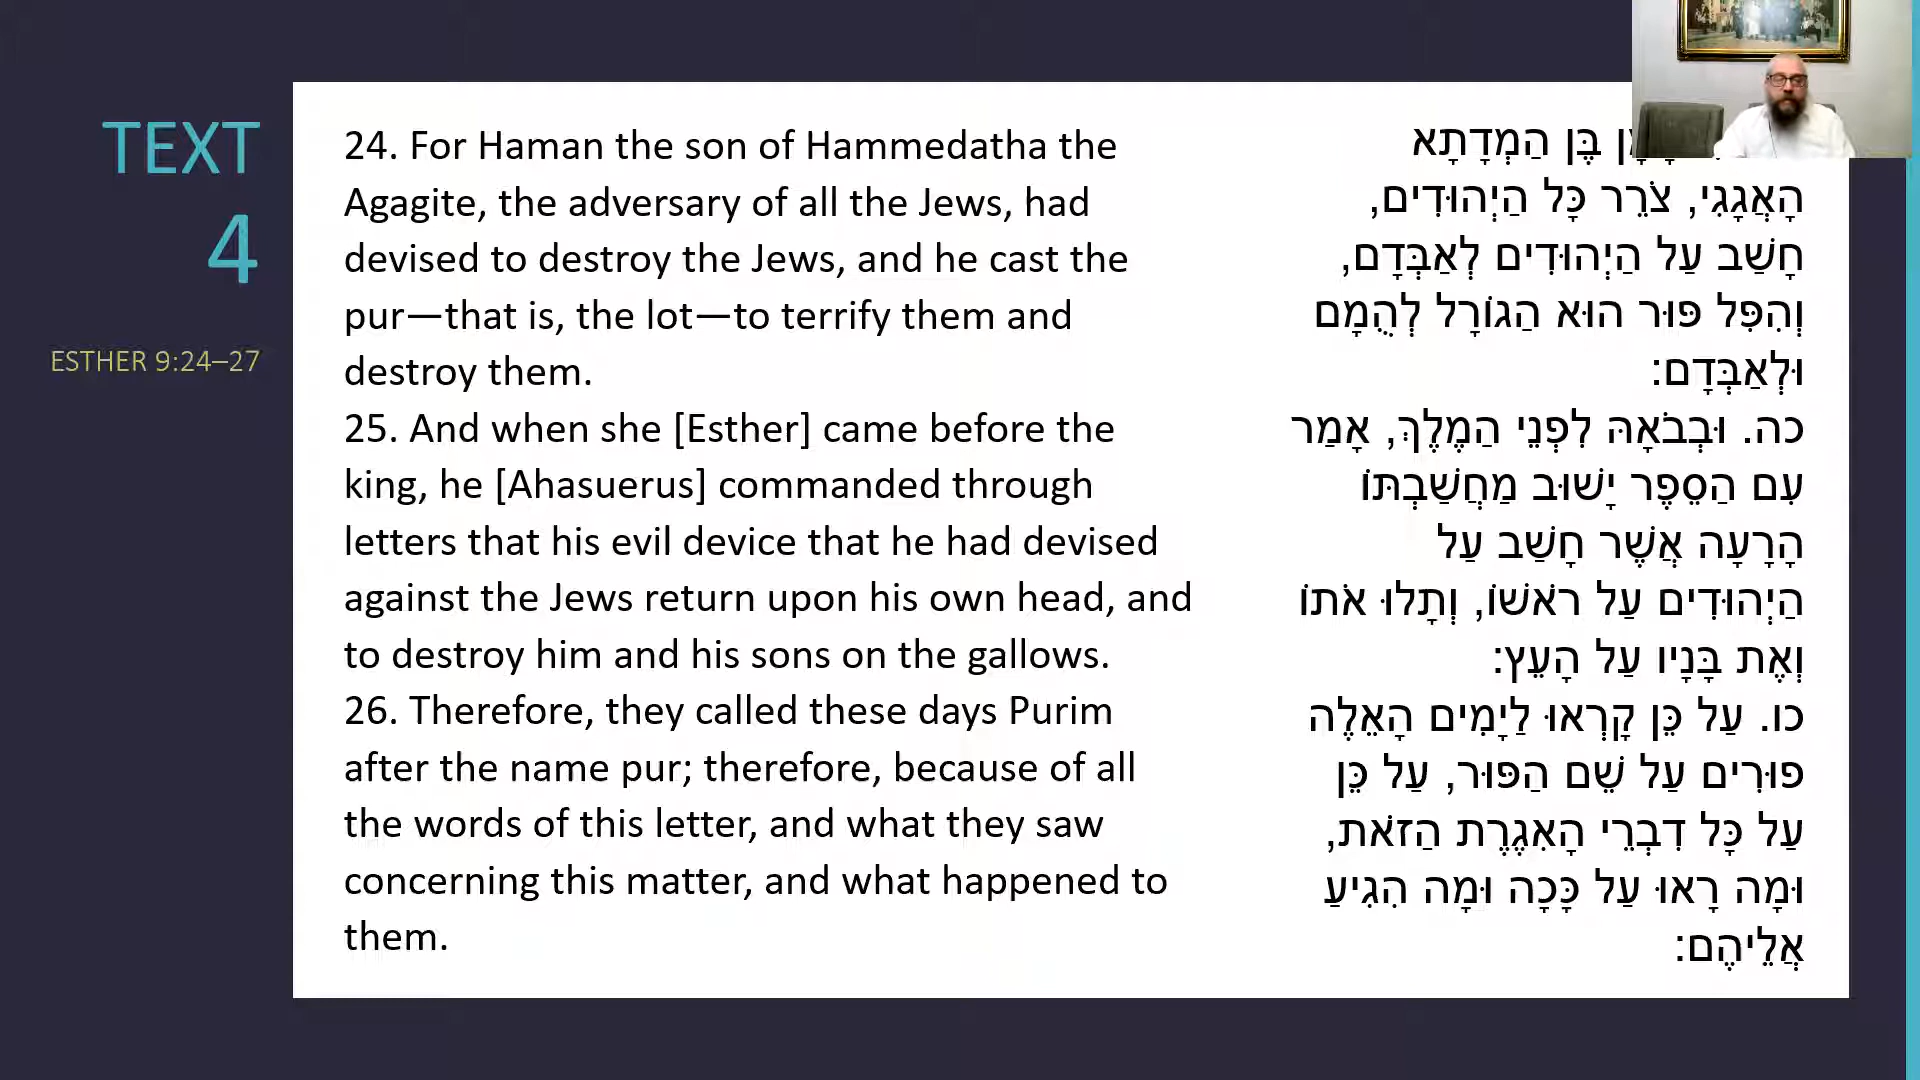 TEXT
4
ESTHER 9:24–27
24. For Haman the son of Hammedatha the
Agagite, the adversary of all the Jews, had
devised to destroy the Jews, and he cast the
pur—that is, the lot—to terrify them and
destroy them.
25. And when she [Esther] came before the
king, he [Ahasuerus] commanded through
letters that his evil device that he had devised
against the Jews return upon his own head, and
to destroy him and his sons on the gallows.
26. Therefore, they called these days Purim
after the name pur; therefore, because of all
the words of this letter, and what they saw
concerning this matter, and what happened to
them.
בֶּן הַמְדָתָא
הָאֲגָגִי, צֹרֵר כָּל הַיְהוּדִים,
חָשַׁב עַל הַיְהוּדִים לְאַבְּדָם,
וְהִפִּל פּוּר הוּא הַגּוֹרָל לְהֻמָּם
וּלְאַבְּדָם:
כה. וּבְבֹאָהּ לִפְנֵי הַמֶּלֶךְ, אָמַר
עִם הַסֵּפֶר יָשׁוּב מַחֲשַׁבְתּוֹ
הָרָעָה אֲשֶׁר חָשַׁב עַל
הַיְהוּדִים עַל רֹאשׁוֹ, וְתָלוּ אֹתוֹ
וְאֶת בָּנָיו עַל הָעֵץ:
כו. עַל כֵּן קָרְאוּ לַיָּמִים הָאֵלֶּה
פוּרִים עַל שֵׁם הַפּוּר, עַל כֵּן
עַל כָּל דִּבְרֵי הָאִגֶּרֶת הַזֹּאת,
וּמָה רָאוּ עַל כָּכָה וּמָה הִגִּיעַ
אֲלֵיהֶם: